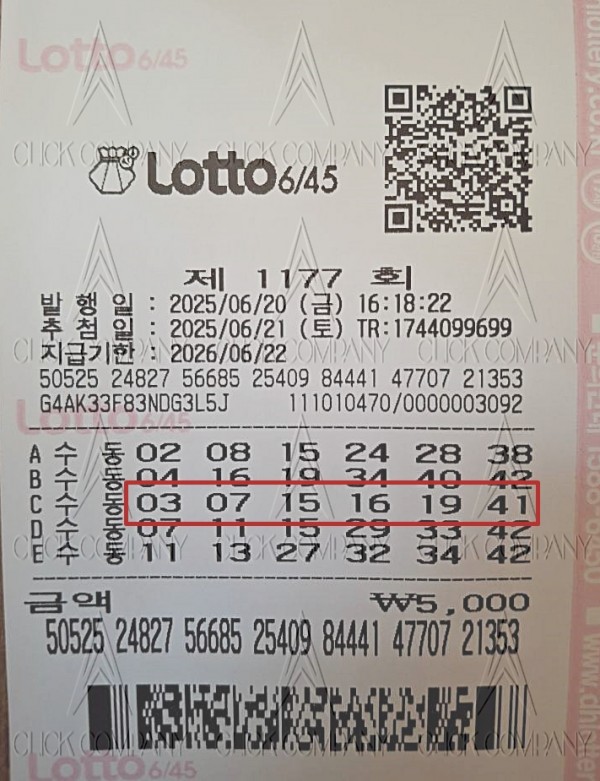 Lotto 6/45
CLICK COMPANY
Lotto 6/45
제 1177 회
발 행 일 : 2025/06/20 (금) 16:18:22
추 첨 일 : 2025/06/21 (토) TR:1744099699
지급기한 : 2026/06/22
50525 24827 56685 25409 84441 47707 21353
G4AK33F83NDG3L5J 111010470/0000003092
A 수 동 02 08 15 24 28 38
B 수 동 04 16 19 34 40 42
C 수 동 03 07 15 16 19 41
D 수 동 07 11 15 29 33 42
E 수 동 11 13 27 32 34 42
금액 ₩5,000
50525 24827 56685 25409 84441 47707 21353
CLICK COMPANY
Lotto 6/45